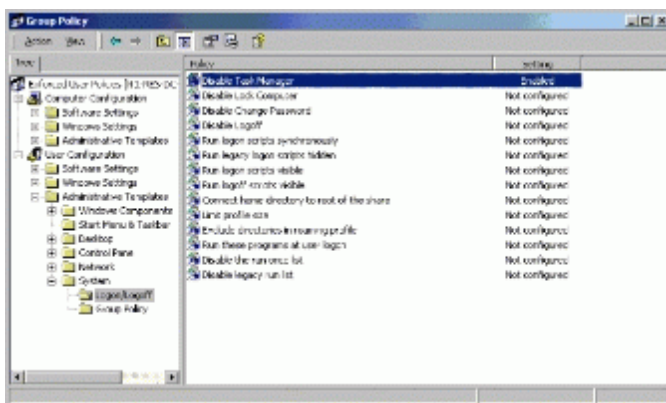 Group Policy
Action View
Tree
Policy Setting
Enforced User Policies
Computer Configuration
Software Settings
Windows Settings
Administrative Templates
User Configuration
Software Settings
Windows Settings
Administrative Templates
Windows Components
Start Menu & Taskbar
Desktop
Control Panel
Network
System
Logon/Logoff
Group Policy
Disable Task Manager Enabled
Disable Lock Computer Not configured
Disable Change Password Not configured
Disable Logoff Not configured
Run logon scripts synchronously Not configured
Run legacy logon scripts hidden Not configured
Run logon scripts visible Not configured
Run logoff scripts visible Not configured
Connect home directory to root of the share Not configured
Limit profile size Not configured
Exclude directories in roaming profile Not configured
Run these programs at user logon Not configured
Disable the run once list Not configured
Disable legacy run list Not configured